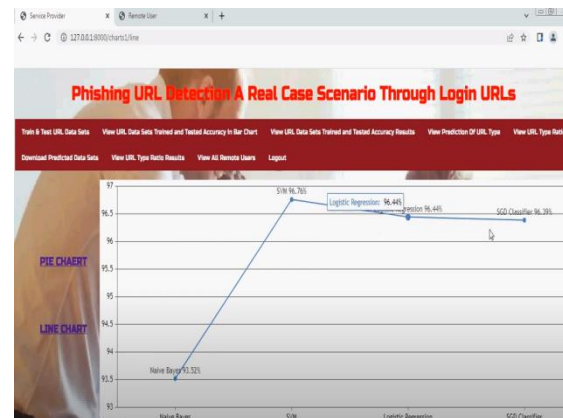 Service Provider
Remote User
127.0.0.1:8000/charts1/line
Phishing URL Detection A Real Case Scenario Through Login URLs
Train & Test URL Data Sets View URL Data Sets Trained and Tested Accuracy in Bar Chart View URL Data Sets Trained and Tested Accuracy Results View Prediction Of URL Type View URL Type Rati
Download Predicted Data Sets View URL Type Ratio Results View All Remote Users Logout
97
SVM 96.76%
Logistic Regression: 96.44%
96.5
ression 96.44%
SGD Classifier 96.39%
96
PIE CHAERT
95.5
95
LINE CHART
94.5
94
Naive Bayes 93.52%
93.5
93
Naive Bayes
SVM
Logistic Regression
SGD Classifier